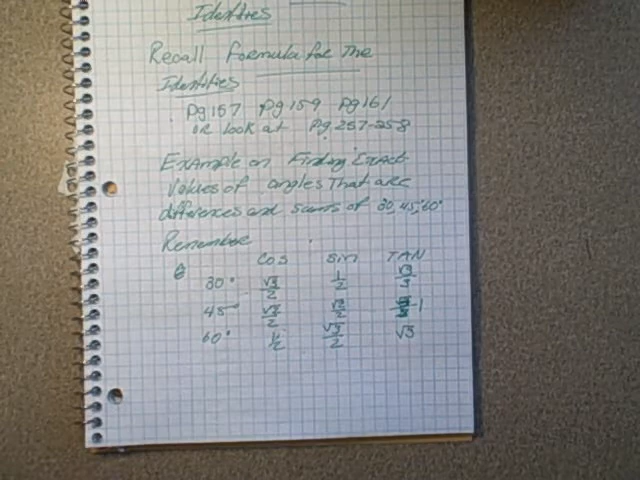 Identities
Recall Formula for The
Identities
Pg 157 Pg 159 Pg 161
OR look at Pg 257-258
Example on Finding Exact
Values of angles That are
differences and sums of 30, 45, 60°
Remember
θ cos sin TAN
30° √3/2 1/2 √3/3
45° √2/2 √2/2 1
60° 1/2 √3/2 √3